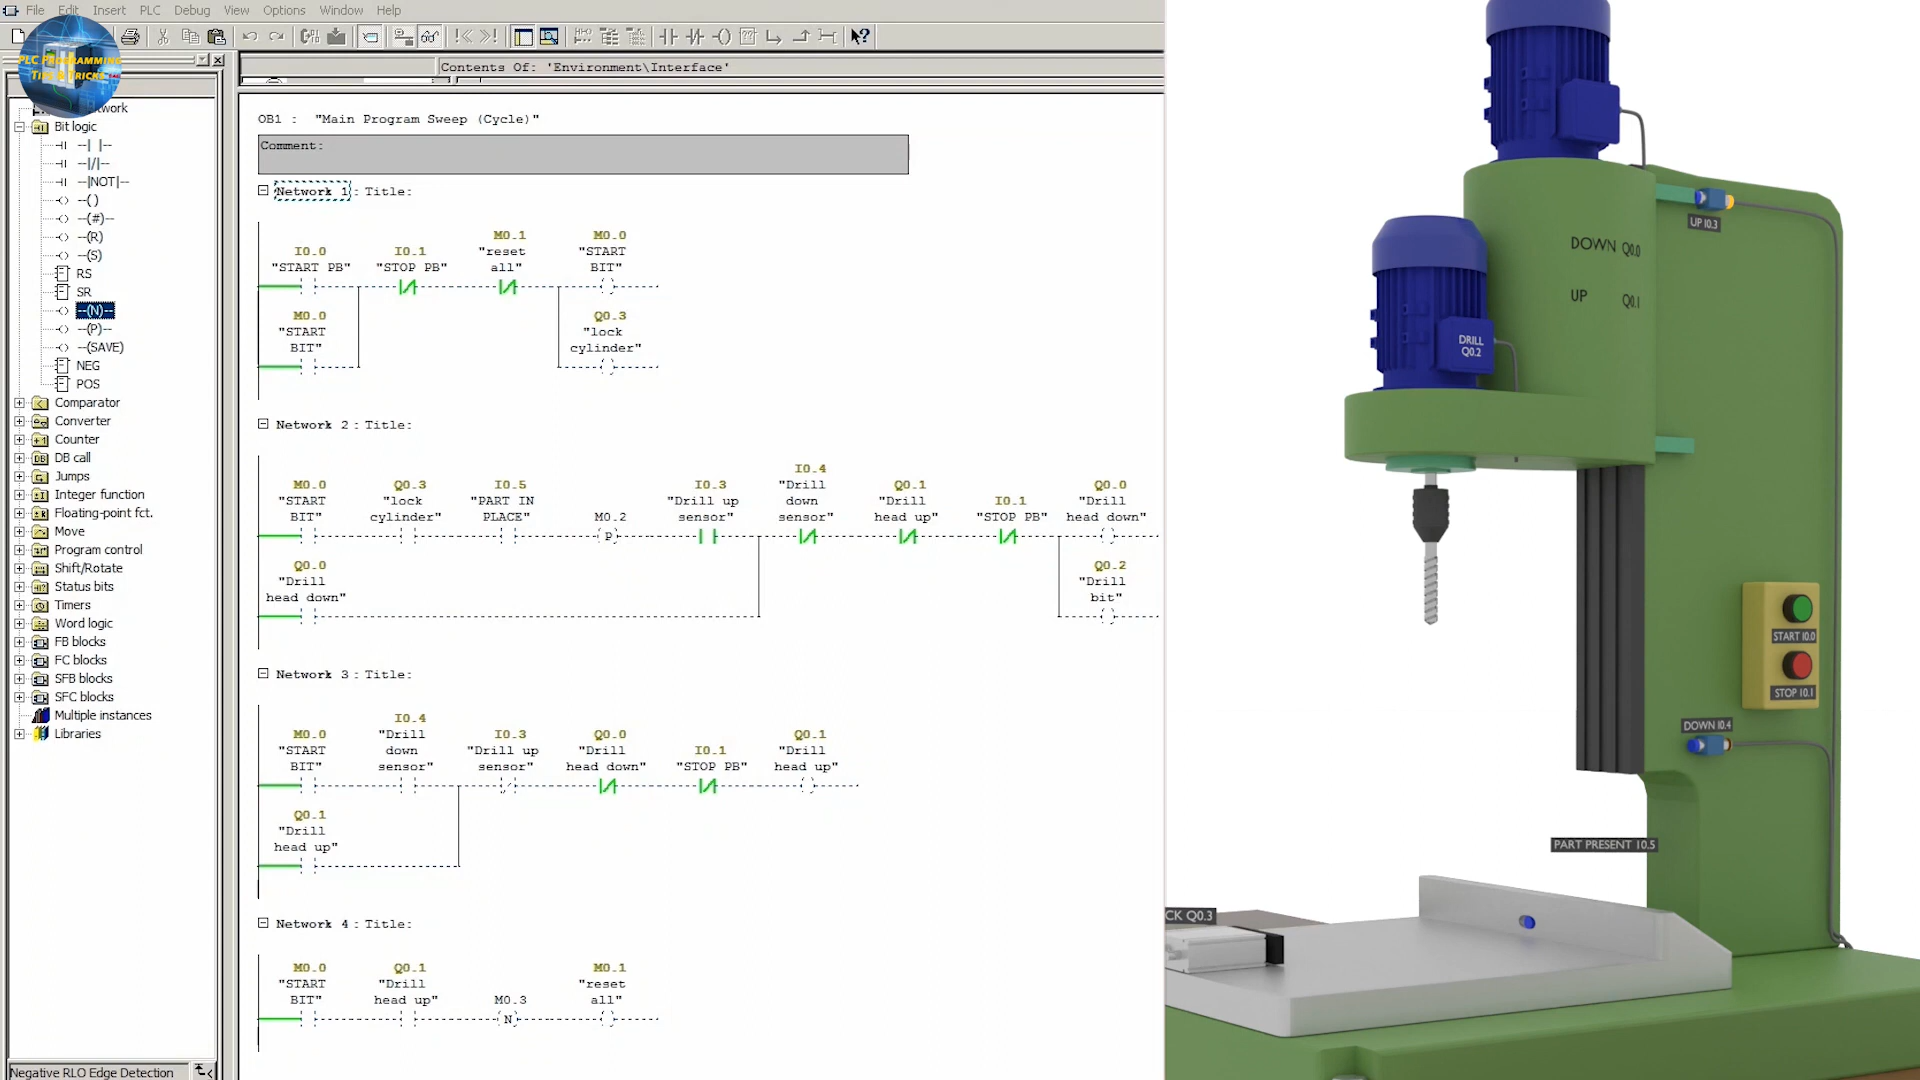 File Edit Insert PLC Debug View Options Window Help
PLC PROGRAMMING
TIPS & TRICKS
Contents Of: 'Environment\Interface'
Bit logic
--| |--
--|/|--
--|NOT|--
--( )
--(#)--
--(R)
--(S)
RS
SR
--(N)--
--(P)--
--(SAVE)
NEG
POS
Comparator
Converter
Counter
DB call
Jumps
Integer function
Floating-point fct.
Move
Program control
Shift/Rotate
Status bits
Timers
Word logic
FB blocks
FC blocks
SFB blocks
SFC blocks
Multiple instances
Libraries
Negative RLO Edge Detection
OB1 : "Main Program Sweep (Cycle)"
Comment:
Network 1: Title:
M0.1 M0.0
I0.0 I0.1 "reset "START
"START PB" "STOP PB" all" BIT"
M0.0 Q0.3
"START "lock
BIT" cylinder"
Network 2: Title:
I0.4
M0.0 Q0.3 I0.5 I0.3 "Drill Q0.1 Q0.0
"START "lock "PART IN "Drill up down "Drill I0.1 "Drill
BIT" cylinder" PLACE" M0.2 sensor" sensor" head up" "STOP PB" head down"
P
Q0.0 Q0.2
"Drill "Drill
head down" bit"
Network 3: Title:
I0.4
M0.0 "Drill I0.3 Q0.0 Q0.1
"START down "Drill up "Drill I0.1 "Drill
BIT" sensor" sensor" head down" "STOP PB" head up"
Q0.1
"Drill
head up"
Network 4: Title:
M0.0 Q0.1 M0.1
"START "Drill "reset
BIT" head up" M0.3 all"
N
UP I0.3
DOWN Q0.0
UP Q0.1
DRILL
Q0.2
START I0.0
STOP I0.1
DOWN I0.4
PART PRESENT I0.5
CK Q0.3